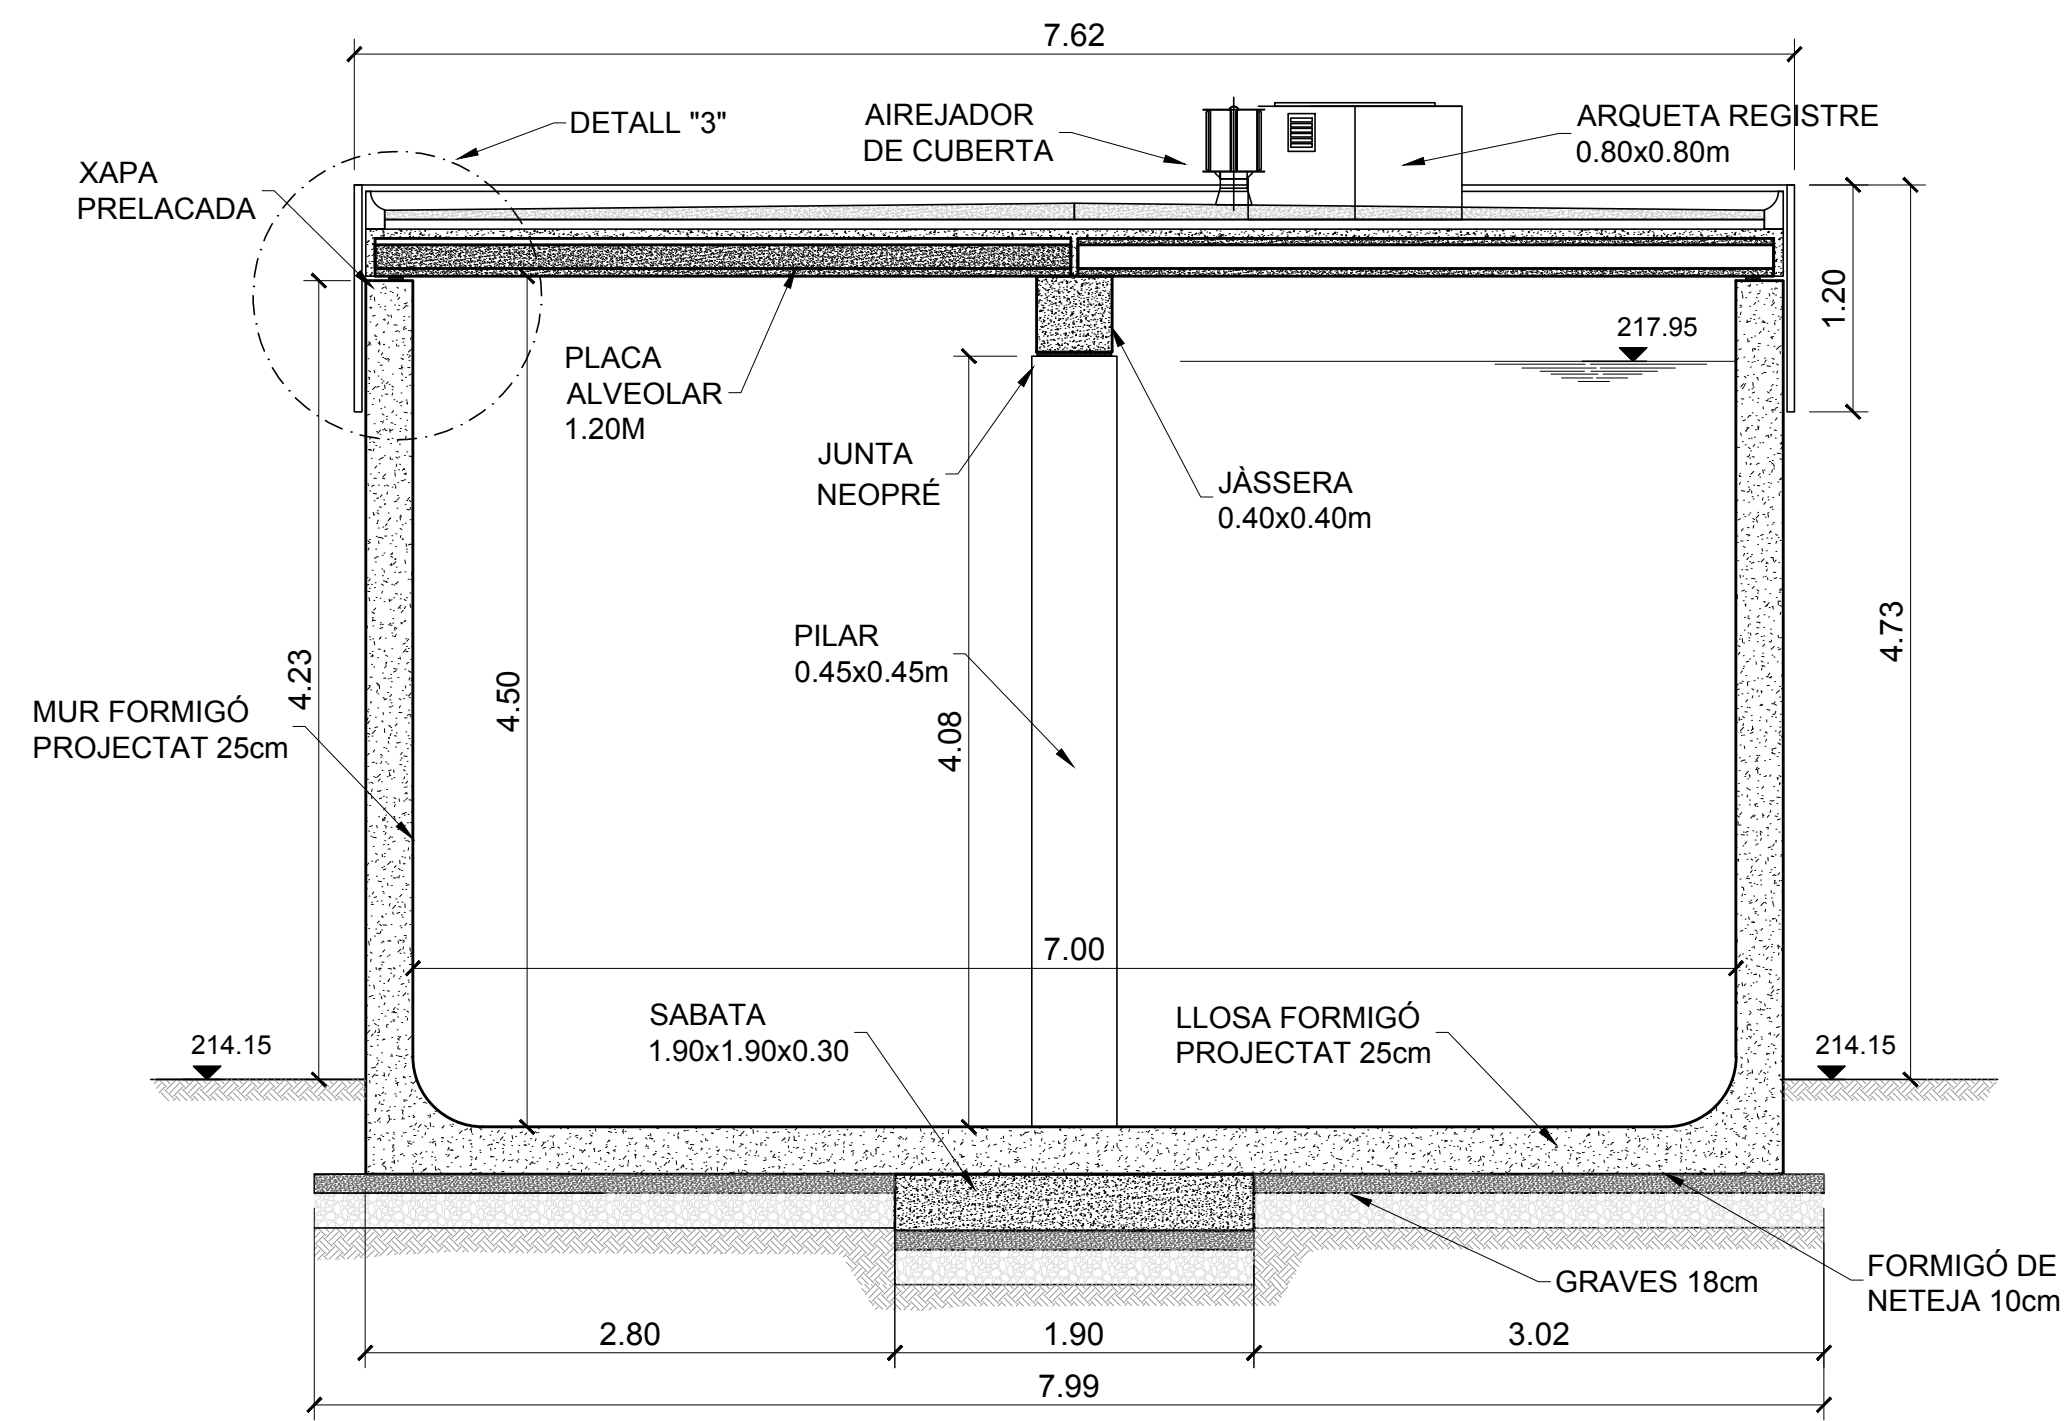 7.62
DETALL "3"
AIREJADOR
DE CUBERTA
ARQUETA REGISTRE
0.80x0.80m
XAPA
PRELACADA
1.20
217.95
PLACA
ALVEOLAR
1.20M
JUNTA
NEOPRÉ
JÀSSERA
0.40x0.40m
4.73
4.23
4.50
4.08
PILAR
0.45x0.45m
MUR FORMIGÓ
PROJECTAT 25cm
7.00
SABATA
1.90x1.90x0.30
LLOSA FORMIGÓ
PROJECTAT 25cm
214.15
214.15
GRAVES 18cm
FORMIGÓ DE
NETEJA 10cm
2.80
1.90
3.02
7.99